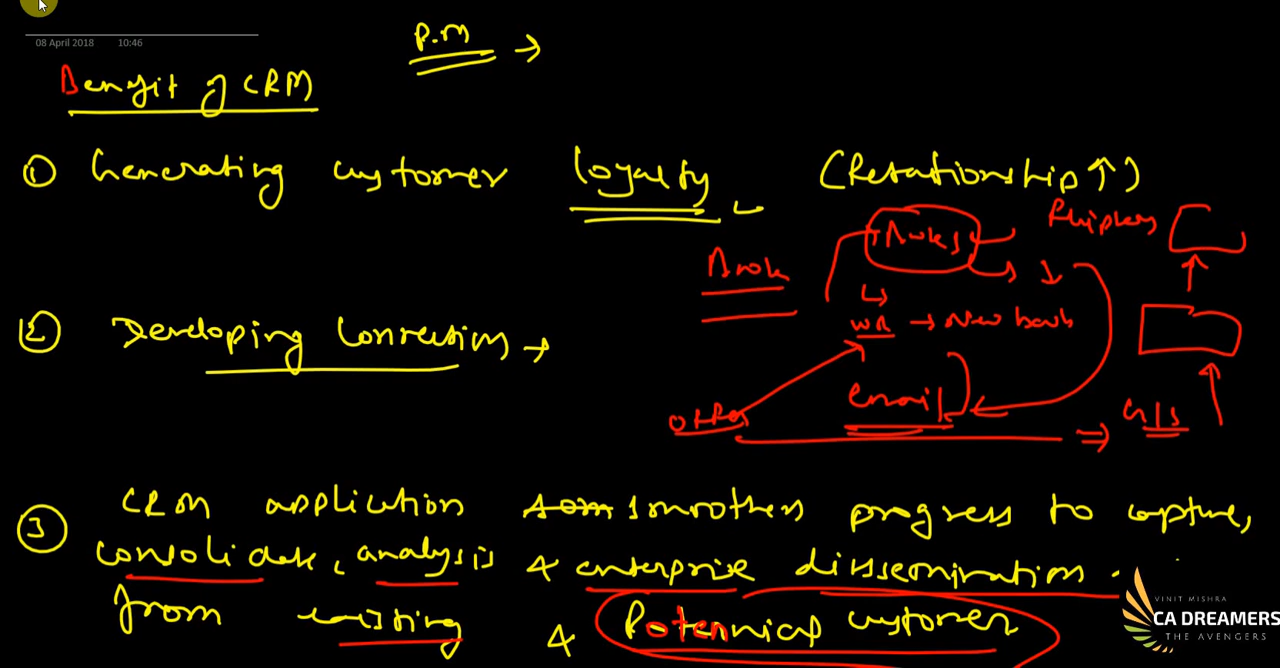 P.M →
08 April 2018 10:46
Benefit of CRM
① Generating customer loyalty (Relationship ↑)
Flipkart
Book
WR → New book
② Developing Connection →
email
offer
G/S
③ CRM application smoothers progress to capture,
consolidate, analysis & enterprise dissemination.
from existing & Potential customer
VINIT MISHRA
CA DREAMERS
THE AVENGERS